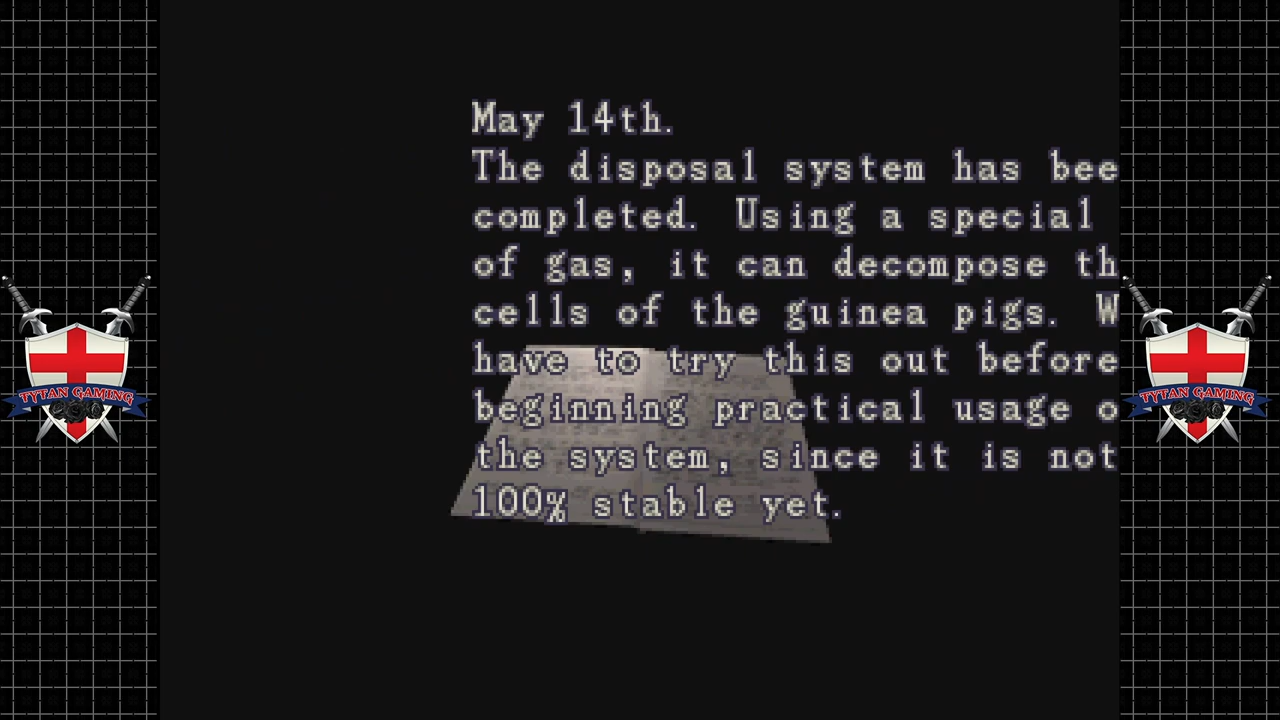 May 14th.
The disposal system has bee
completed. Using a special
of gas, it can decompose th
cells of the guinea pigs. W
have to try this out before
beginning practical usage o
the system, since it is not
100% stable yet.
TYTAN GAMING
TYTAN GAMING